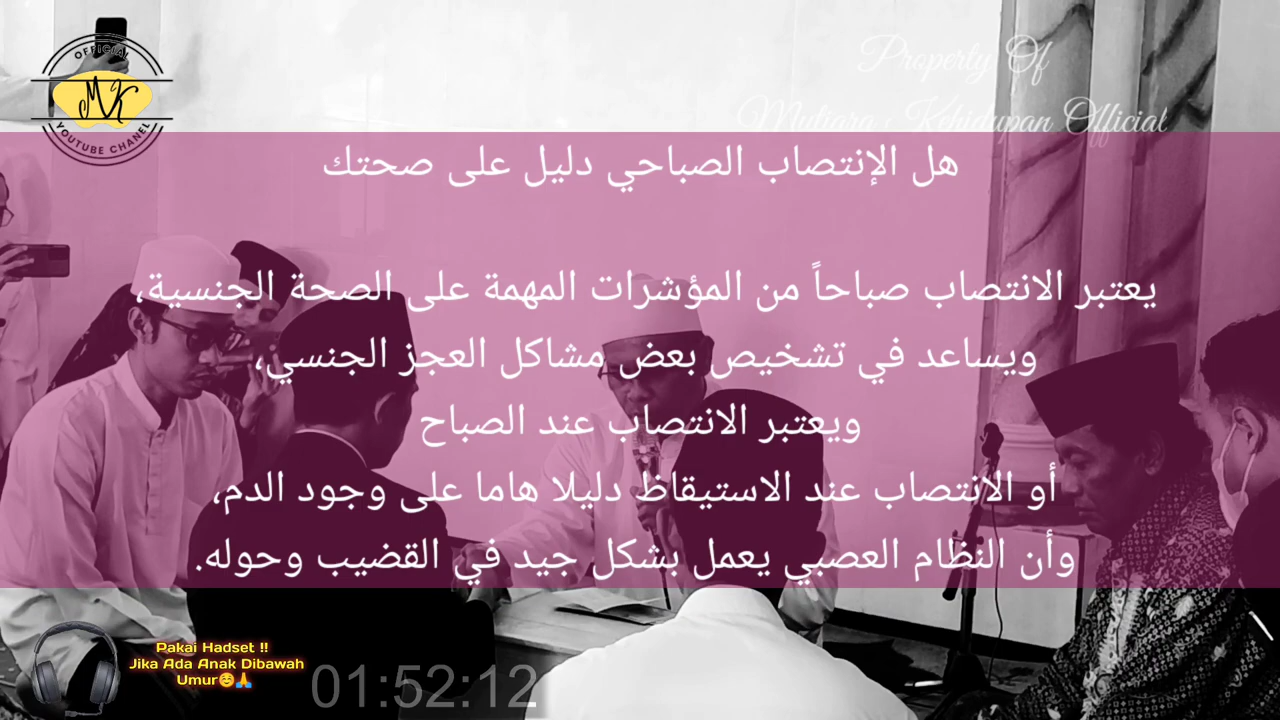 OFFICIAL
MK
YOUTUBE CHANEL
Property Of
Mutiara Kehidupan Official
هل الإنتصاب الصباحي دليل على صحتك
يعتبر الانتصاب صباحاً من المؤشرات المهمة على الصحة الجنسية،
ويساعد في تشخيص بعض مشاكل العجز الجنسي،
ويعتبر الانتصاب عند الصباح
أو الانتصاب عند الاستيقاظ دليلا هاما على وجود الدم،
وأن النظام العصبي يعمل بشكل جيد في القضيب وحوله.
Pakai Hadset !!
Jika Ada Anak Dibawah
Umur☺️🙏
01:52:12